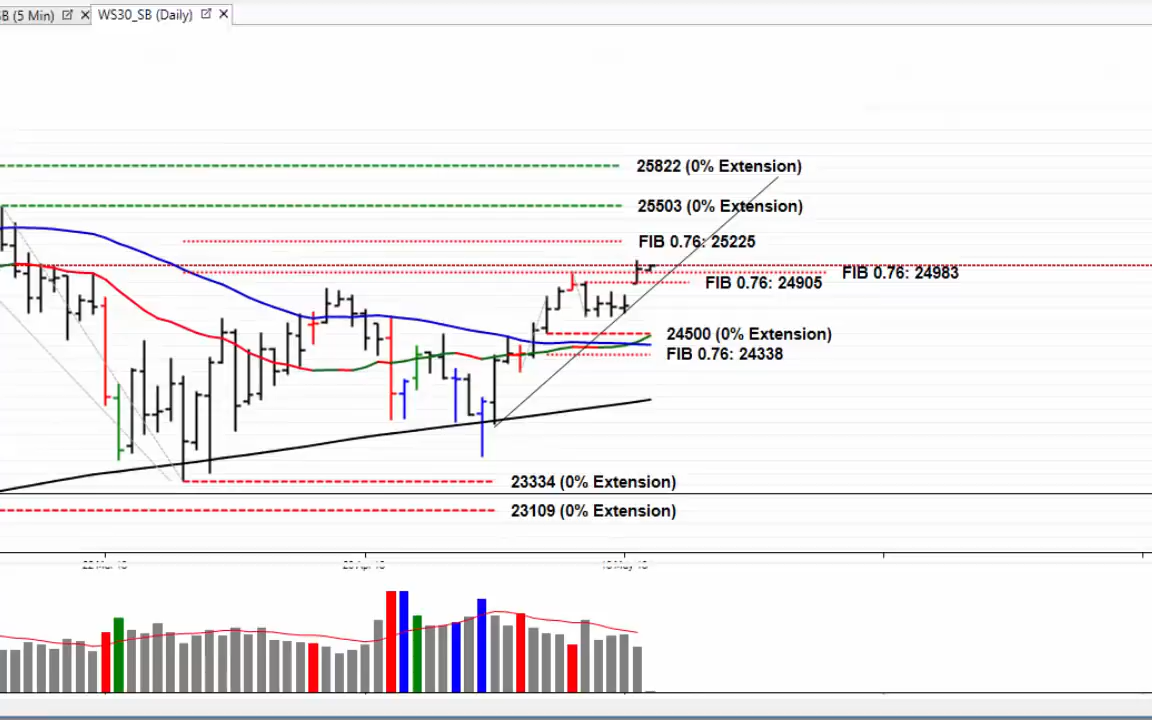 B (5 Min)
WS30_SB (Daily)
25822 (0% Extension)
25503 (0% Extension)
FIB 0.76: 25225
FIB 0.76: 24983
FIB 0.76: 24905
24500 (0% Extension)
FIB 0.76: 24338
23334 (0% Extension)
23109 (0% Extension)